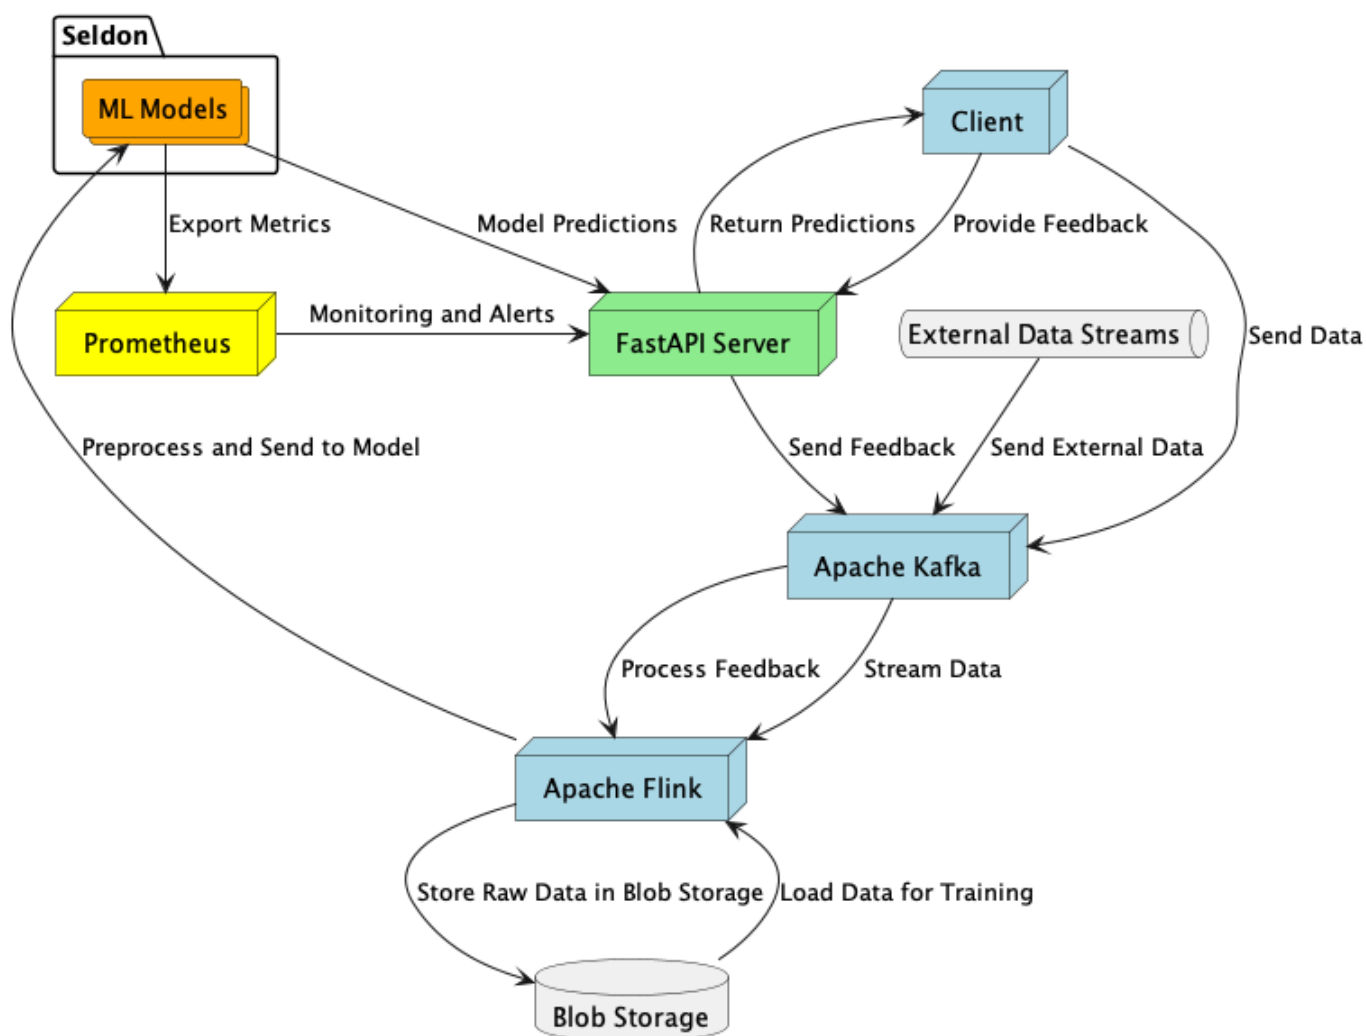 Seldon
ML Models
Client
Export Metrics
Model Predictions
Return Predictions
Provide Feedback
Prometheus
Monitoring and Alerts
FastAPI Server
External Data Streams
Send Data
Preprocess and Send to Model
Send Feedback
Send External Data
Apache Kafka
Process Feedback
Stream Data
Apache Flink
Store Raw Data in Blob Storage
Load Data for Training
Blob Storage